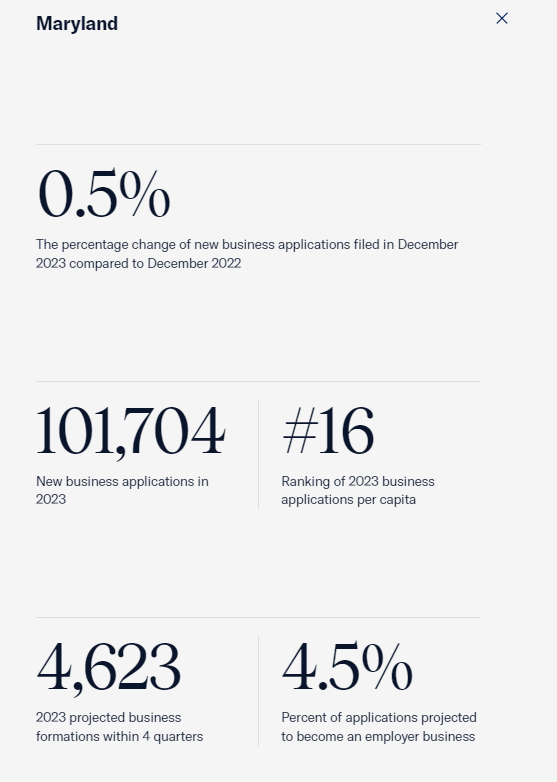 Maryland
0.5%
The percentage change of new business applications filed in December
2023 compared to December 2022
101,704
New business applications in
2023
#16
Ranking of 2023 business
applications per capita
4,623
2023 projected business
formations within 4 quarters
4.5%
Percent of applications projected
to become an employer business